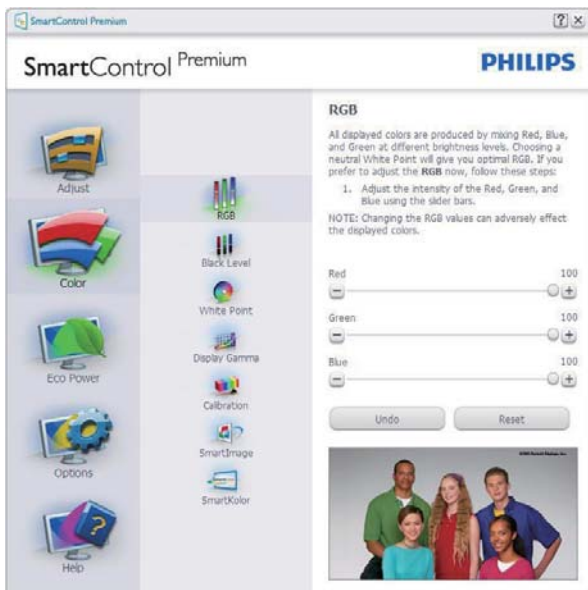 SmartControl Premium
SmartControl Premium
PHILIPS
Adjust
Color
Eco Power
Options
Help
RGB
Black Level
White Point
Display Gamma
Calibration
SmartImage
SmartKolor
RGB
All displayed colors are produced by mixing Red, Blue,
and Green at different brightness levels. Choosing a
neutral White Point will give you optimal RGB. If you
prefer to adjust the RGB now, follow these steps:
1. Adjust the intensity of the Red, Green, and
Blue using the slider bars.
NOTE: Changing the RGB values can adversely effect
the displayed colors.
Red 100
Green 100
Blue 100
Undo Reset